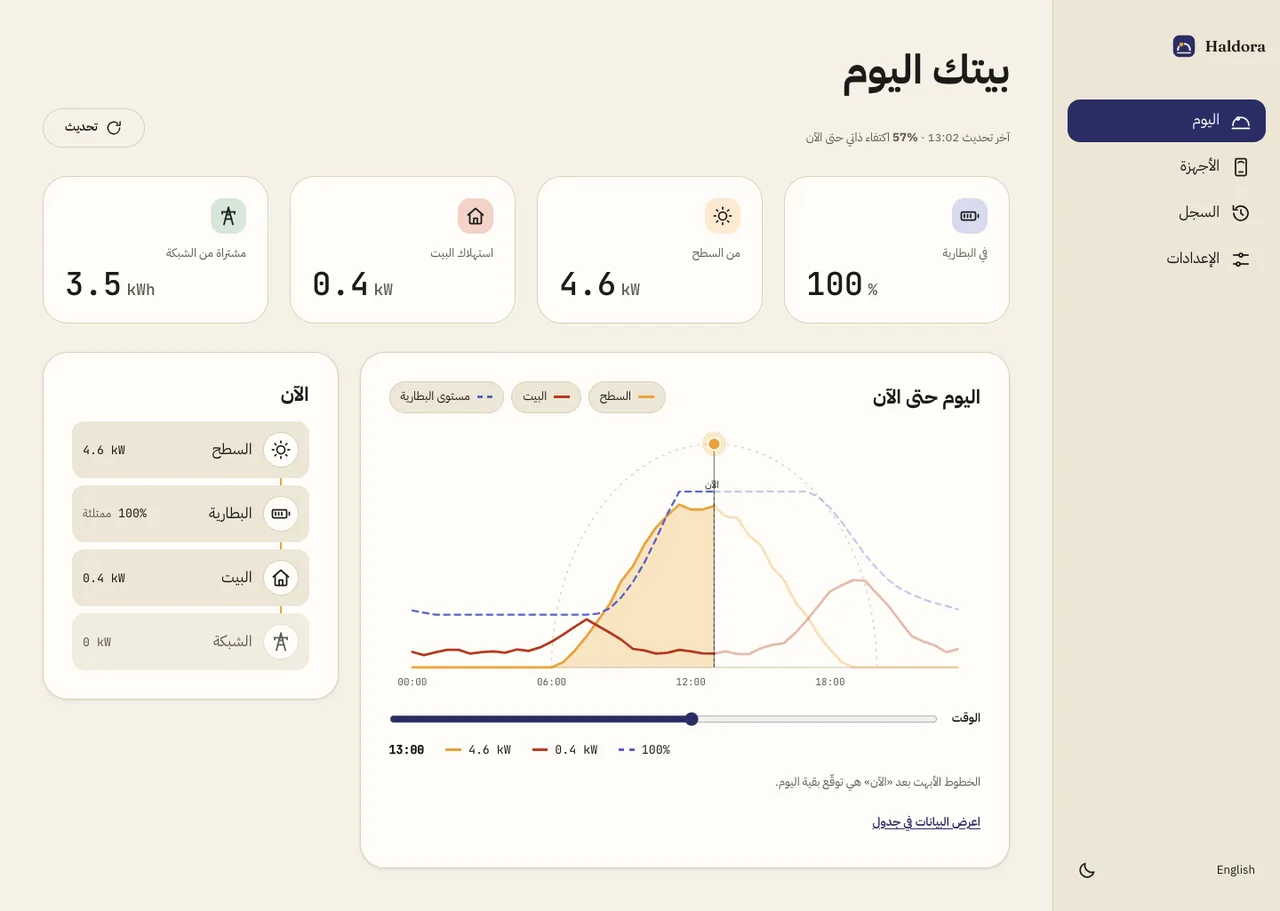 Haldora
اليوم
الأجهزة
السجل
الإعدادات
English
بيتك اليوم
آخر تحديث 13:02 · 57% اكتفاء ذاتي حتى الآن
تحديث
في البطارية
100 %
من السطح
4.6 kW
استهلاك البيت
0.4 kW
مشتراة من الشبكة
3.5 kWh
اليوم حتى الآن
السطح
البيت
مستوى البطارية
الآن
00:00 06:00 12:00 18:00
الوقت
13:00 4.6 kW 0.4 kW 100%
الخطوط الأبهت بعد «الآن» هي توقّع بقية اليوم.
اعرض البيانات في جدول
الآن
السطح 4.6 kW
البطارية 100% ممتلئة
البيت 0.4 kW
الشبكة 0 kW